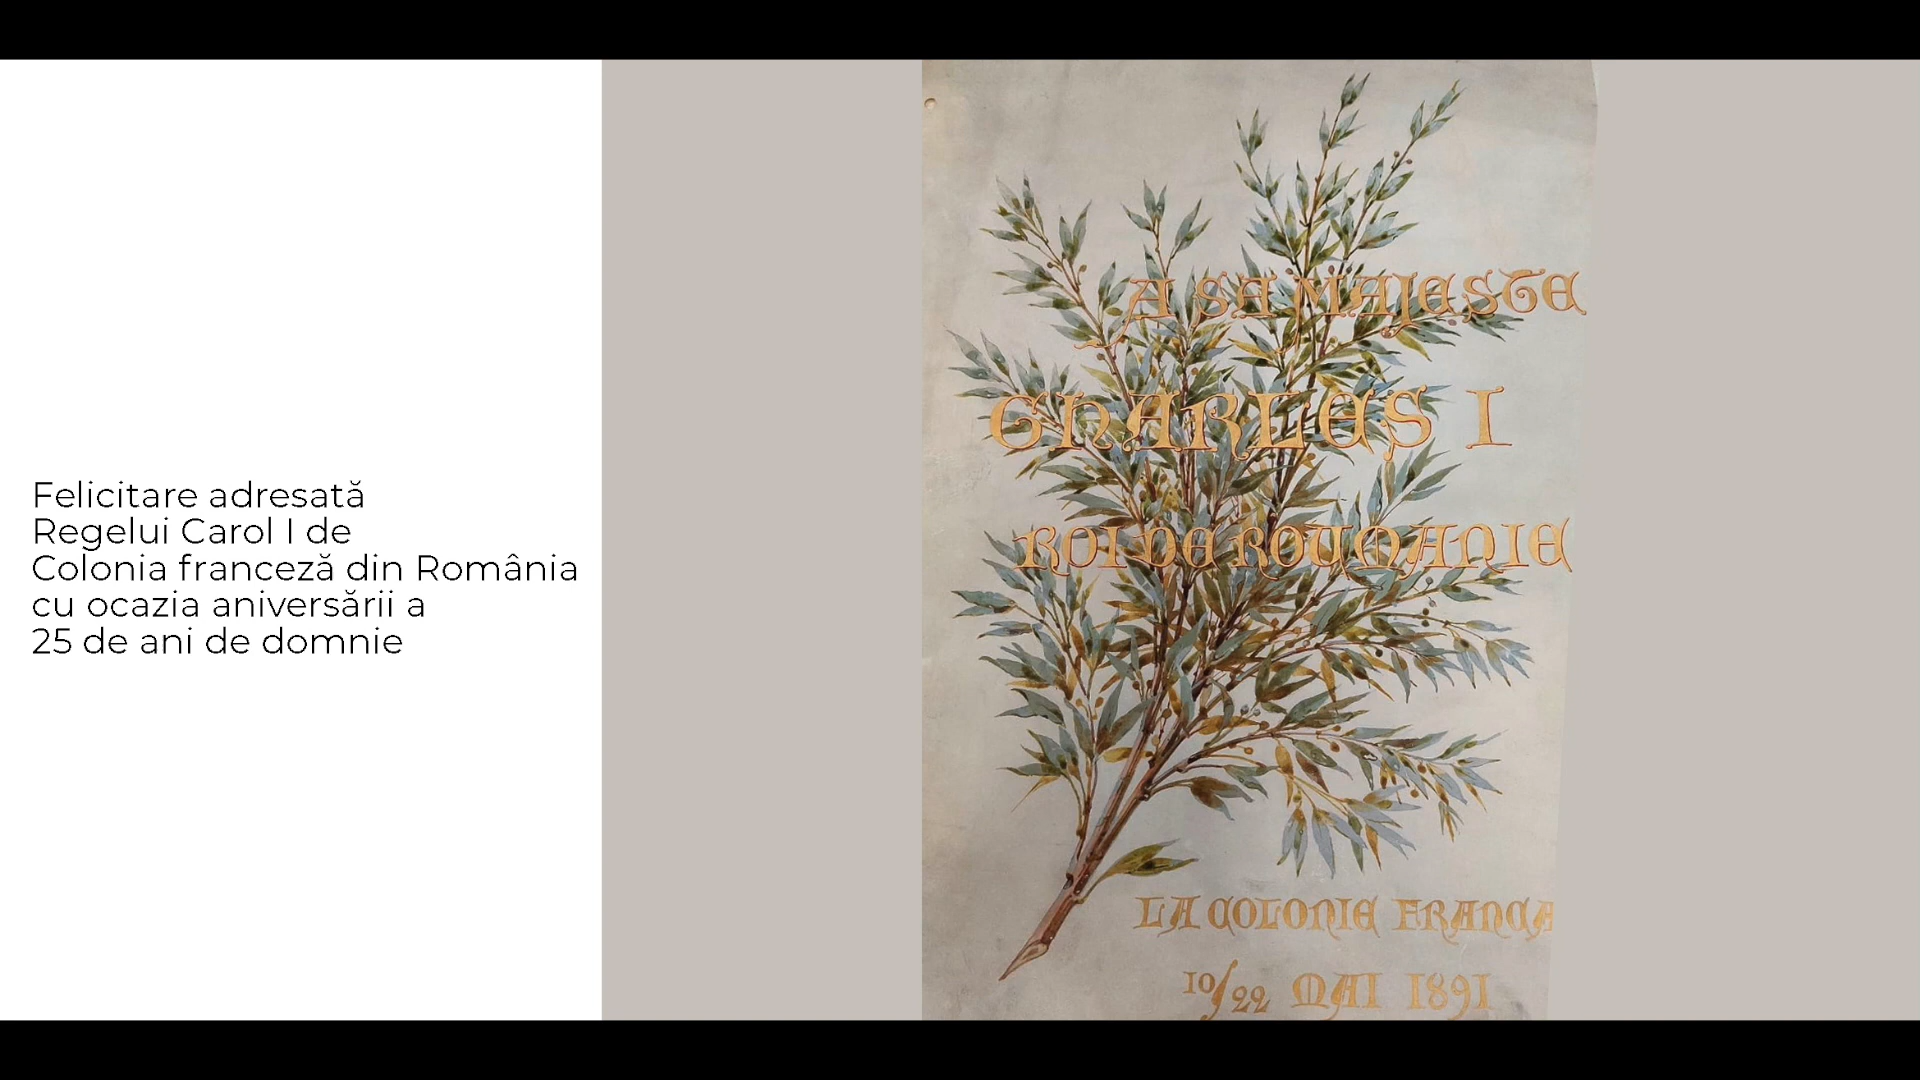 Felicitare adresată
Regelui Carol I de
Colonia franceză din România
cu ocazia aniversării a
25 de ani de domnie
A SA MAJESTE
CHARLES I
ROI DE ROUMANIE
LA COLONIE FRANCA
10/22 MAI 1891